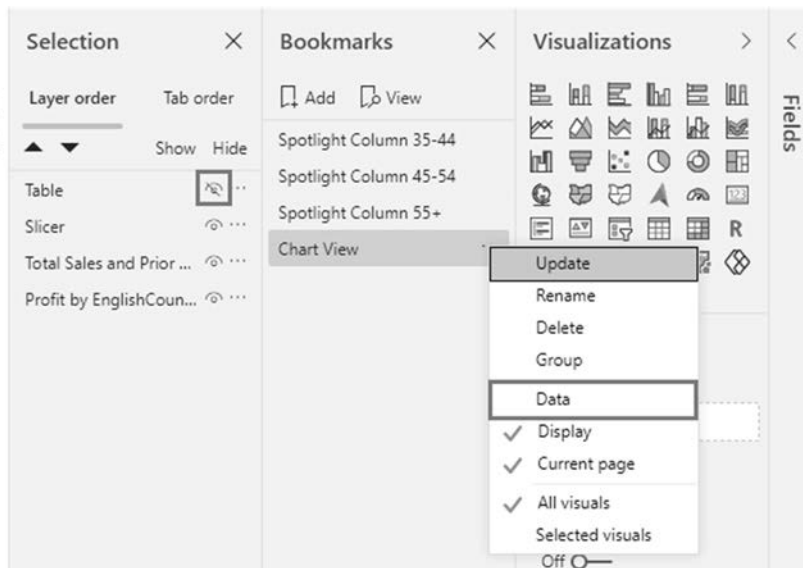 Selection
Layer order Tab order
Show Hide
Table
Slicer
Total Sales and Prior ...
Profit by EnglishCoun...
Bookmarks
Add View
Spotlight Column 35-44
Spotlight Column 45-54
Spotlight Column 55+
Chart View
Update
Rename
Delete
Group
Data
Display
Current page
All visuals
Selected visuals
Visualizations
123
R
Off
Fields